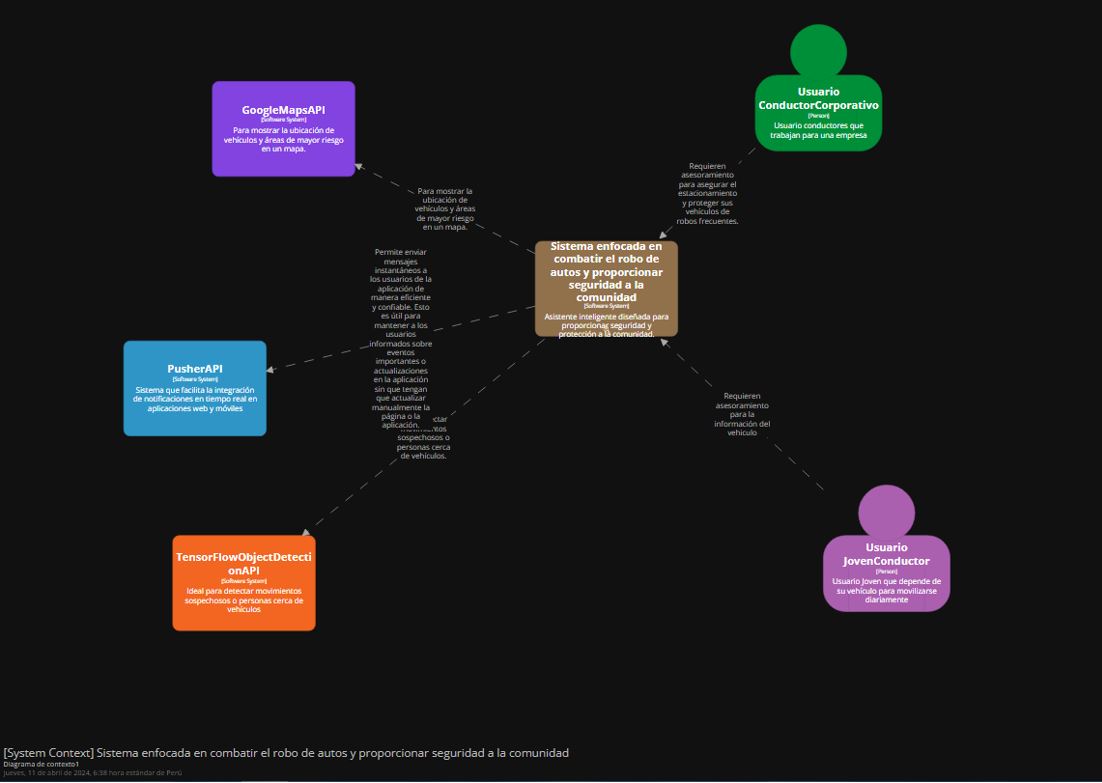 GoogleMapsAPI
[Software System]
Para mostrar la ubicación de
vehículos y áreas de mayor riesgo
en un mapa.
Usuario
ConductorCorporativo
[Person]
Usuario conductores que
trabajan para una empresa
Requieren
asesoramiento
para asegurar el
estacionamiento
y proteger sus
vehículos de
robos frecuentes.
Para mostrar la
ubicación de
vehículos y áreas
de mayor riesgo
en un mapa.
Sistema enfocada en
combatir el robo de
autos y proporcionar
seguridad a la
comunidad
[Software System]
Asistente inteligente diseñada para
proporcionar seguridad y
protección a la comunidad.
Permite enviar
mensajes
instantáneos a
los usuarios de la
aplicación de
manera eficiente
y confiable. Esto
es útil para
mantener a los
usuarios
informados sobre
eventos
importantes o
actualizaciones
en la aplicación
sin que tengan
que actualizar
manualmente la
página o la
aplicación.
sospechosos o
personas cerca
de vehículos.
PusherAPI
[Software System]
Sistema que facilita la integración
de notificaciones en tiempo real en
aplicaciones web y móviles
Requieren
asesoramiento
para la
información del
vehiculo
TensorFlowObjectDetecti
onAPI
[Software System]
Ideal para detectar movimientos
sospechosos o personas cerca de
vehículos
Usuario
JovenConductor
[Person]
Usuario Joven que depende de
su vehículo para movilizarse
diariamente
[System Context] Sistema enfocada en combatir el robo de autos y proporcionar seguridad a la comunidad
Diagrama de contexto1
jueves, 11 de abril de 2024, 6:38 hora estándar de Perú